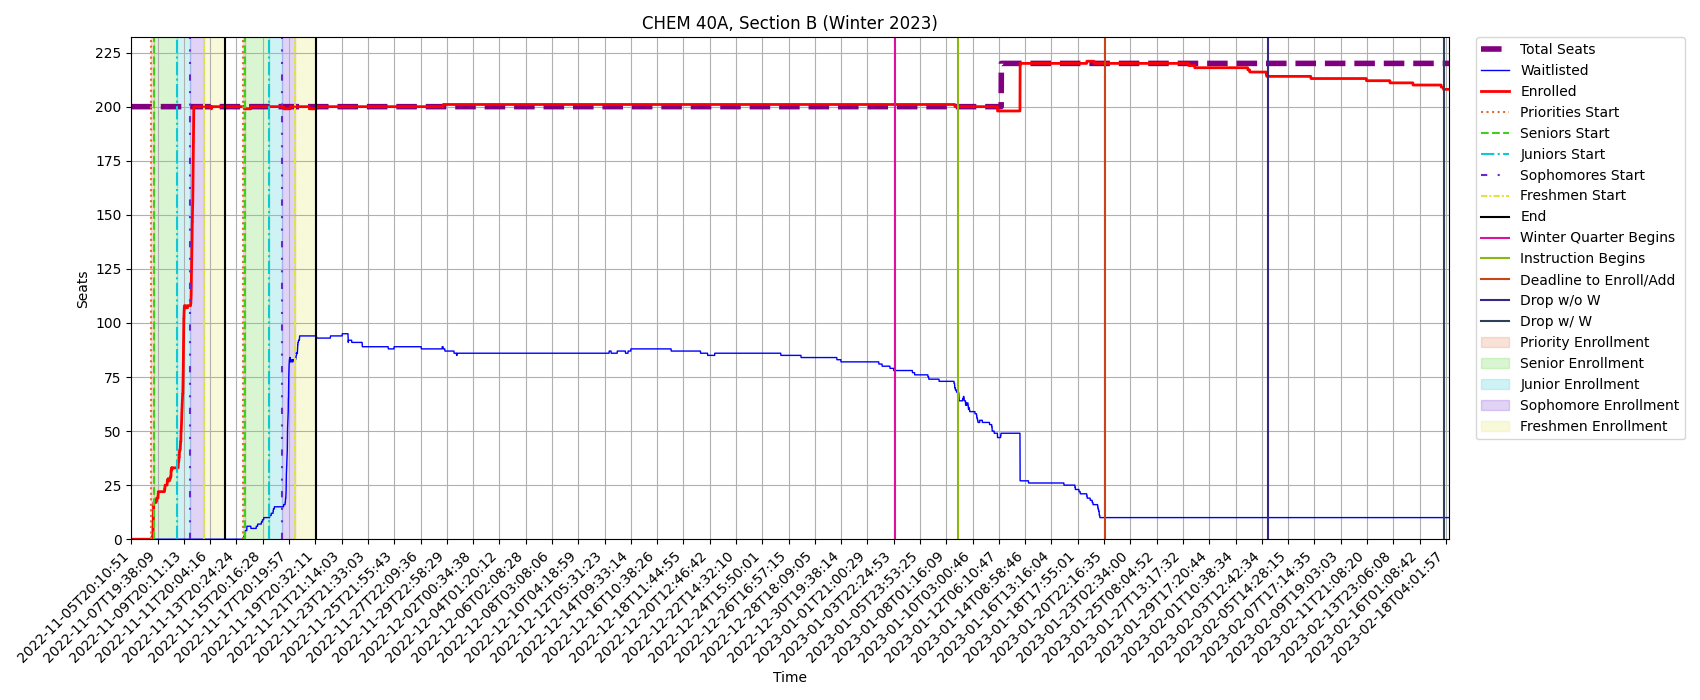 CHEM 40A, Section B (Winter 2023)
Seats
225
200
175
150
125
100
75
50
25
0
2022-11-05T20:10:51
2022-11-07T19:38:09
2022-11-09T20:11:13
2022-11-11T20:04:16
2022-11-13T20:24:24
2022-11-15T20:16:28
2022-11-17T20:19:57
2022-11-19T20:32:11
2022-11-21T21:14:03
2022-11-23T21:33:03
2022-11-25T21:55:43
2022-11-27T22:09:36
2022-11-29T22:58:29
2022-12-02T00:34:38
2022-12-04T01:20:12
2022-12-06T02:08:28
2022-12-08T03:08:06
2022-12-10T04:18:59
2022-12-12T05:31:23
2022-12-14T09:33:14
2022-12-16T10:38:26
2022-12-18T11:44:55
2022-12-20T12:46:42
2022-12-22T14:32:10
2022-12-24T15:50:01
2022-12-26T16:57:15
2022-12-28T18:09:05
2022-12-30T19:38:14
2023-01-01T21:00:29
2023-01-03T22:24:53
2023-01-05T23:53:25
2023-01-08T01:16:09
2023-01-10T03:00:46
2023-01-12T06:10:47
2023-01-14T08:58:46
2023-01-16T13:16:04
2023-01-18T17:55:01
2023-01-20T22:16:35
2023-01-23T02:34:00
2023-01-25T08:04:52
2023-01-27T13:17:32
2023-01-29T17:20:44
2023-02-01T10:38:34
2023-02-03T12:42:34
2023-02-05T14:28:15
2023-02-07T17:14:35
2023-02-09T19:03:03
2023-02-11T21:08:20
2023-02-13T23:06:08
2023-02-16T01:08:42
2023-02-18T04:01:57
Time
Total Seats
Waitlisted
Enrolled
Priorities Start
Seniors Start
Juniors Start
Sophomores Start
Freshmen Start
End
Winter Quarter Begins
Instruction Begins
Deadline to Enroll/Add
Drop w/o W
Drop w/ W
Priority Enrollment
Senior Enrollment
Junior Enrollment
Sophomore Enrollment
Freshmen Enrollment